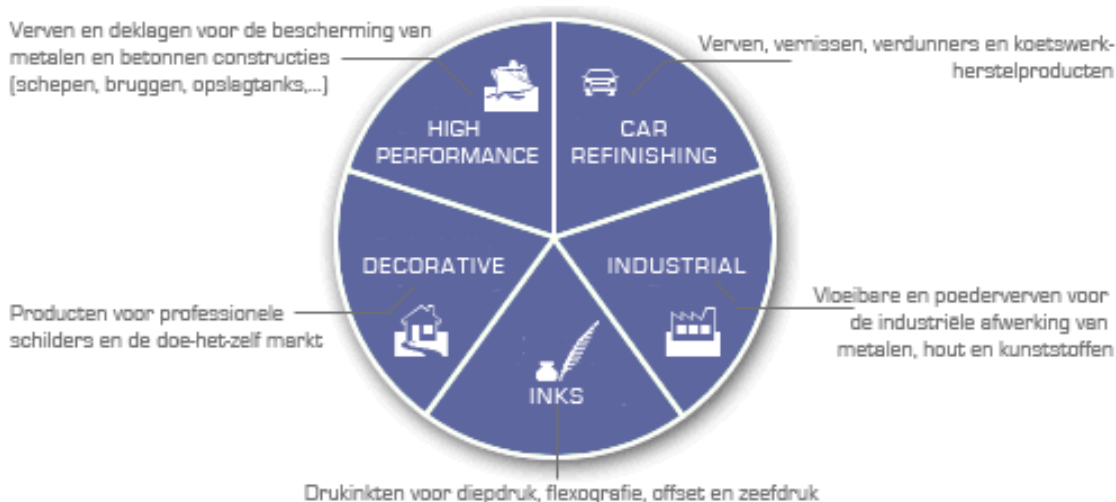 Verven en deklagen voor de bescherming van
metalen en betonnen constructies
(schepen, bruggen, opslagtanks,...)
HIGH
PERFORMANCE
Verven, vernissen, verdunners en koetswerk-
herstelproducten
CAR
REFINISHING
DECORATIVE
Producten voor professionele
schilders en de doe-het-zelf markt
INDUSTRIAL
Vloeibare en poederverven voor
de industriële afwerking van
metalen, hout en kunststoffen
INKS
Drukinkten voor diepdruk, flexografie, offset en zeefdruk